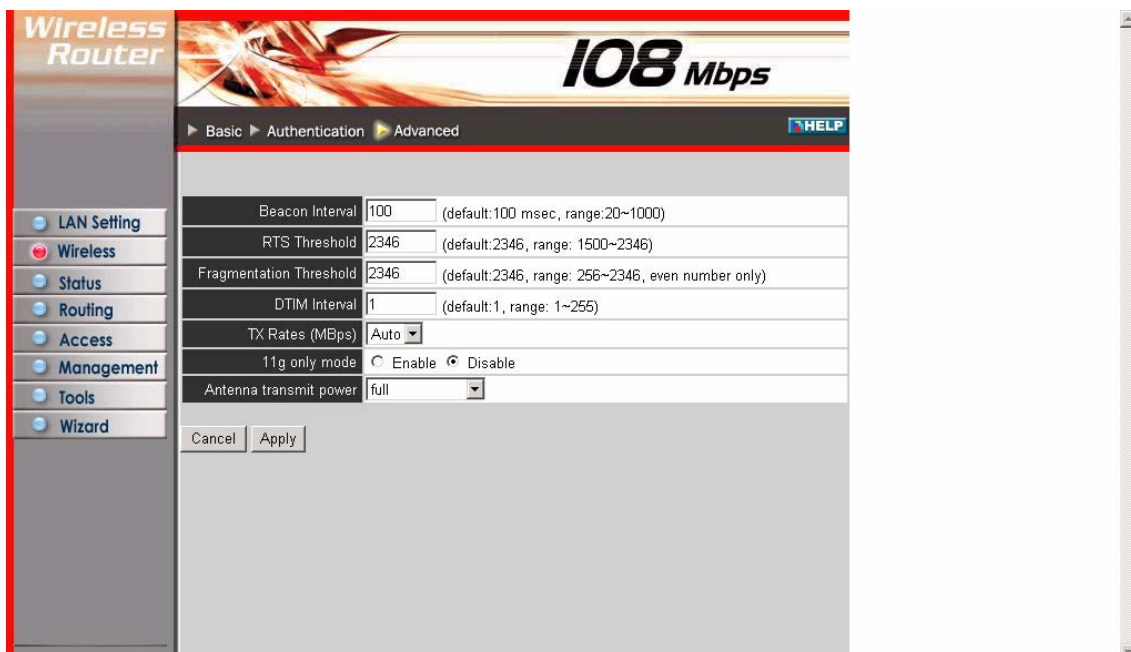 Wireless
Router
108 Mbps
Basic Authentication Advanced
HELP
LAN Setting
Wireless
Status
Routing
Access
Management
Tools
Wizard
Beacon Interval 100 (default:100 msec, range:20~1000)
RTS Threshold 2346 (default:2346, range: 1500~2346)
Fragmentation Threshold 2346 (default:2346, range: 256~2346, even number only)
DTIM Interval 1 (default:1, range: 1~255)
TX Rates (MBps) Auto
11g only mode Enable Disable
Antenna transmit power full
Cancel Apply